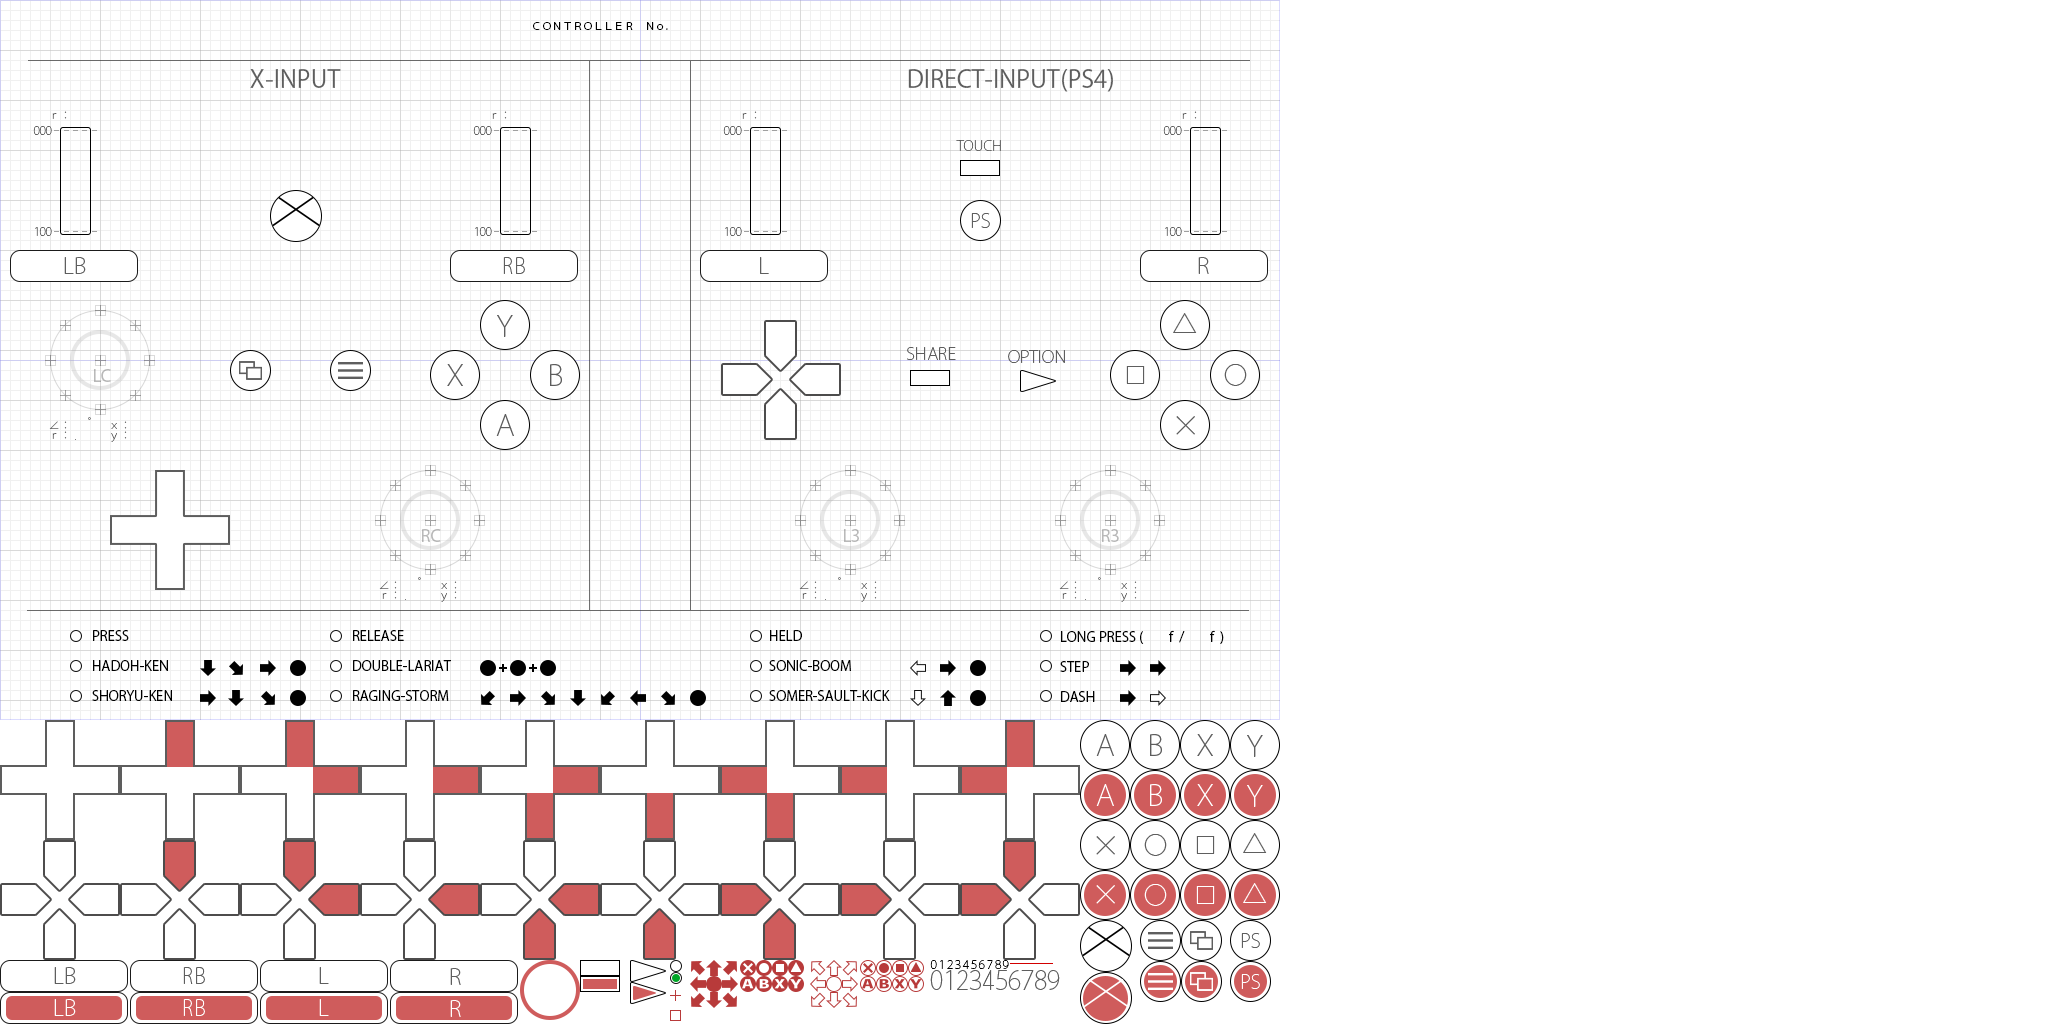 CONTROLLER No.
X-INPUT
DIRECT-INPUT(PS4)
r : r : r : r :
000 000 000 000
TOUCH
PS
100 100 100 100
LB RB L R
Y
LC
X B
SHARE OPTION
A
∠ : ° x :
r : . y :
RC L3 R3
∠ : ° x : ∠ : ° x : ∠ : ° x :
r : . y : r : . y : r : . y :
PRESS RELEASE HELD LONG PRESS ( f / f )
HADOH-KEN DOUBLE-LARIAT + + SONIC-BOOM STEP
SHORYU-KEN RAGING-STORM SOMER-SAULT-KICK DASH
A B X Y
A B X Y
PS
LB RB L R
0123456789
0123456789
A B X Y A B X Y
PS
LB RB L R